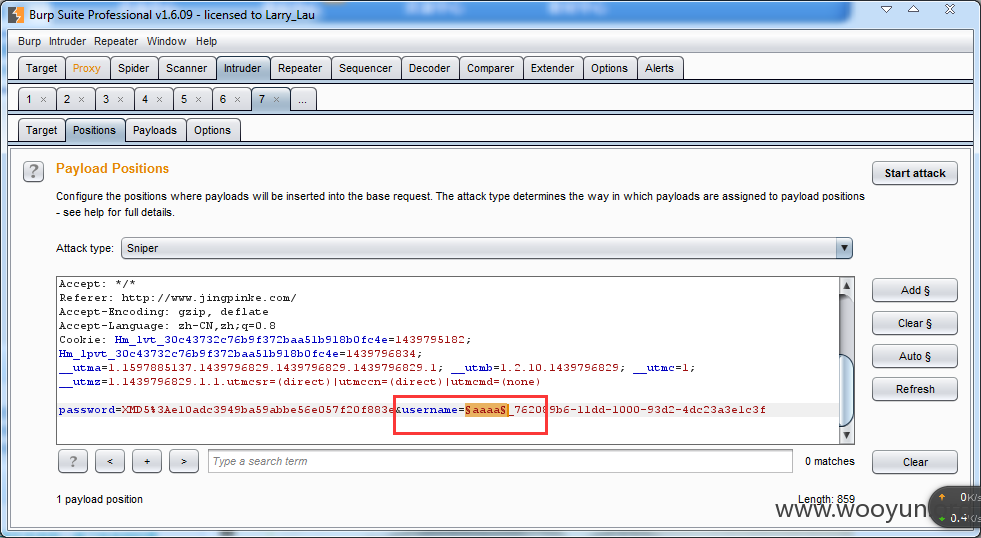 Burp Suite Professional v1.6.09 - licensed to Larry_Lau
Burp Intruder Repeater Window Help
Target Proxy Spider Scanner Intruder Repeater Sequencer Decoder Comparer Extender Options Alerts
1 × 2 × 3 × 4 × 5 × 6 × 7 × ...
Target Positions Payloads Options
? Payload Positions
Start attack
Configure the positions where payloads will be inserted into the base request. The attack type determines the way in which payloads are assigned to payload positions
- see help for full details.
Attack type: Sniper
Accept: */*
Referer: http://www.jingpinke.com/
Accept-Encoding: gzip, deflate
Accept-Language: zh-CN,zh;q=0.8
Cookie: Hm_lvt_30c43732c76b9f372baa51b918b0fc4e=1439795182;
Hm_lpvt_30c43732c76b9f372baa51b918b0fc4e=1439796834;
__utma=1.1597885137.1439796829.1439796829.1439796829.1; __utmb=1.2.10.1439796829; __utmc=1;
__utmz=1.1439796829.1.1.utmcsr=(direct)|utmccn=(direct)|utmcmd=(none)
password=XMD5%3Ae10adc3949ba59abbe56e057f20f883e&username=§aaaa§_762089b6-11dd-1000-93d2-4dc23a3e1c3f
Add §
Clear §
Auto §
Refresh
? < + > Type a search term
0 matches
Clear
1 payload position
Length: 859
www.wooyun
0K/s
0.4K/s